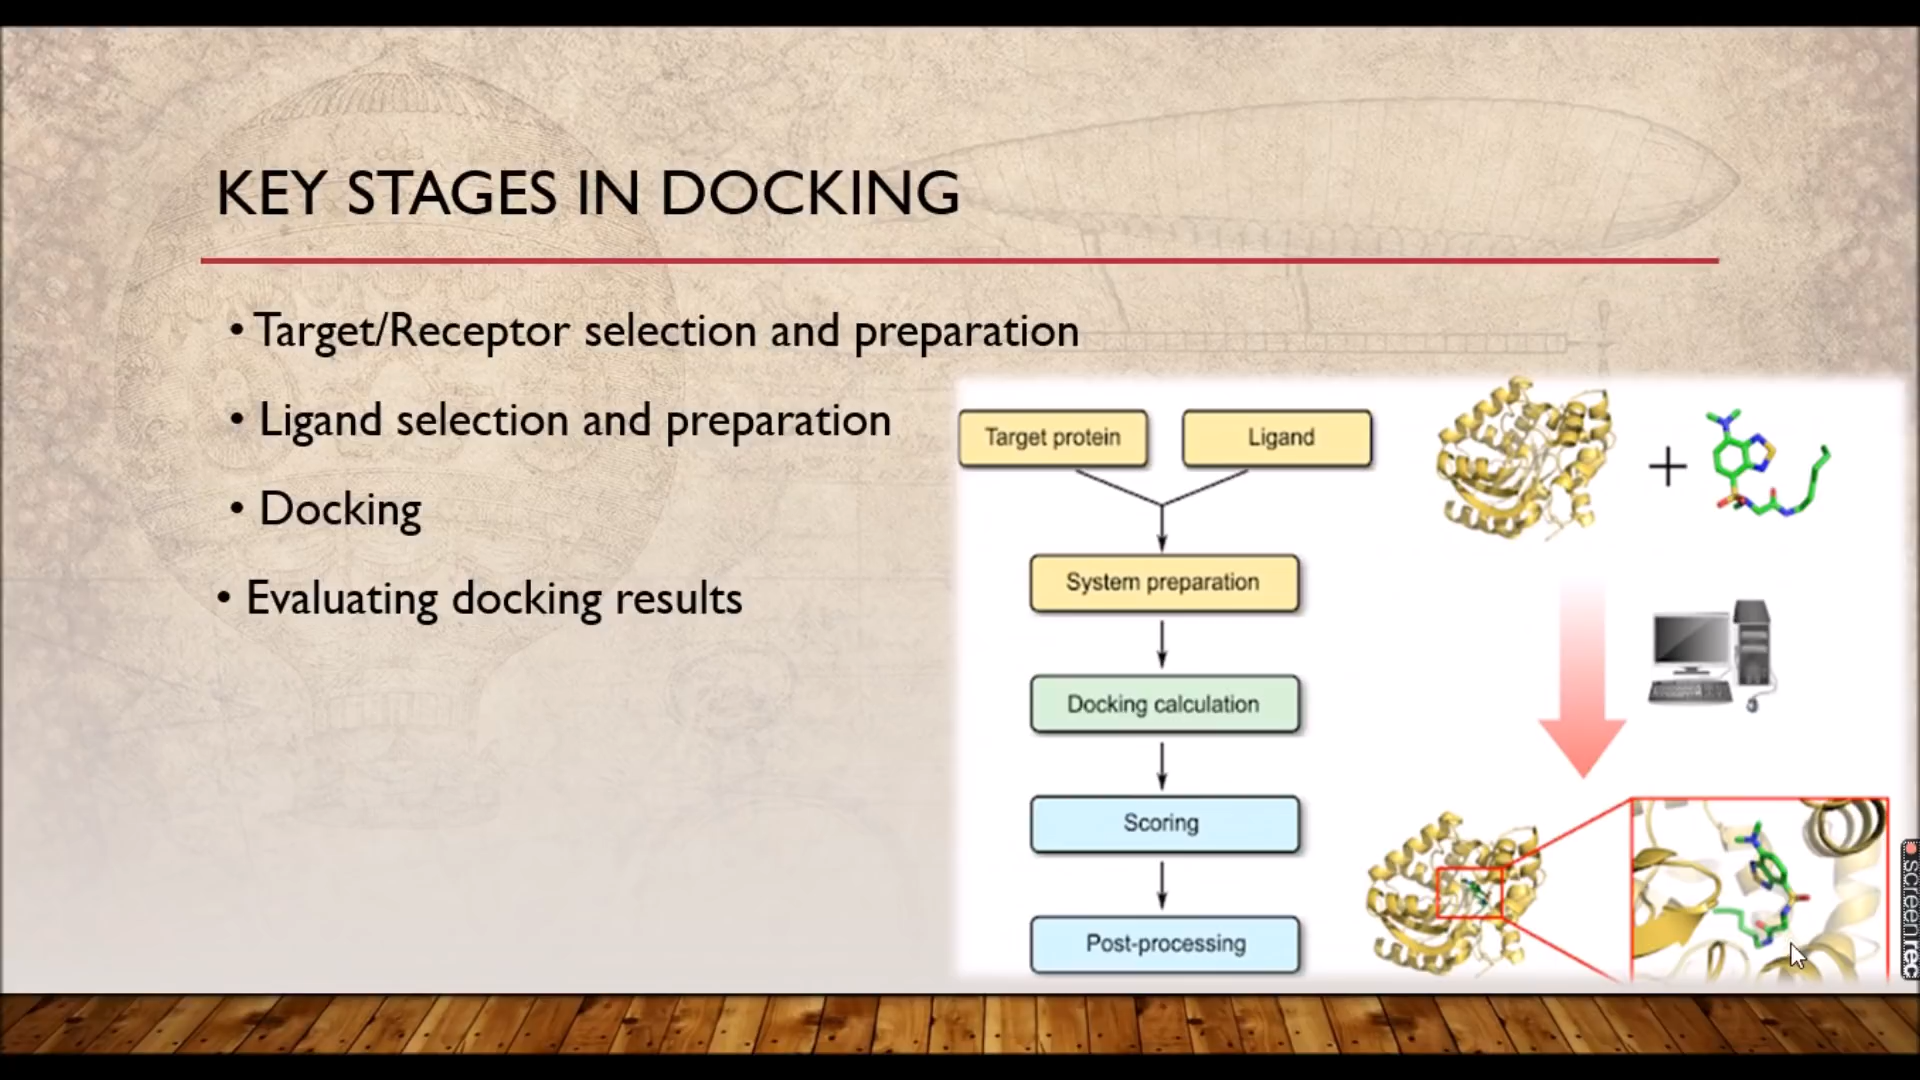 KEY STAGES IN DOCKING
• Target/Receptor selection and preparation
• Ligand selection and preparation
• Docking
• Evaluating docking results
Target protein
Ligand
+
System preparation
Docking calculation
Scoring
Post-processing
screenrec